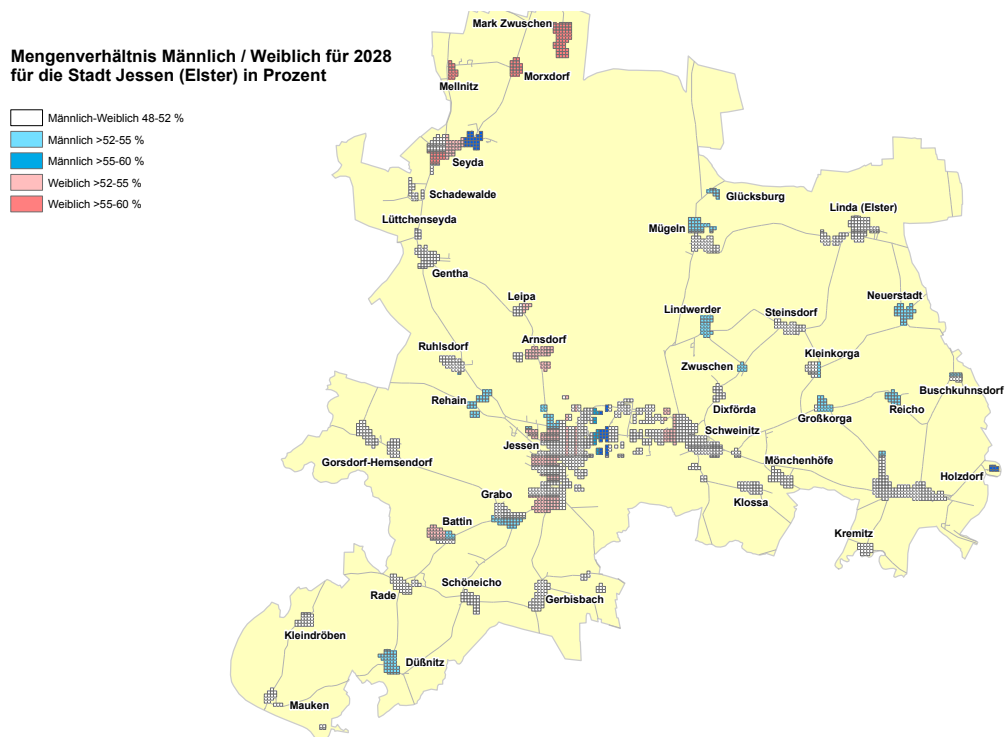 Mengenverhältnis Männlich / Weiblich für 2028
für die Stadt Jessen (Elster) in Prozent
Männlich-Weiblich 48-52 %
Männlich >52-55 %
Männlich >55-60 %
Weiblich >52-55 %
Weiblich >55-60 %
Mark Zwuschen
Morxdorf
Mellnitz
Seyda
Schadewalde
Lüttchenseyda
Gentha
Glücksburg
Mügeln
Linda (Elster)
Leipa
Lindwerder
Steinsdorf
Neuerstadt
Arnsdorf
Ruhlsdorf
Zwuschen
Kleinkorga
Buschkuhnsdorf
Rehain
Dixförda
Großkorga
Reicho
Jessen
Schweinitz
Gorsdorf-Hemsendorf
Mönchenhöfe
Holzdorf
Grabo
Klossa
Battin
Kremitz
Rade
Schöneicho
Gerbisbach
Kleindröben
Düßnitz
Mauken